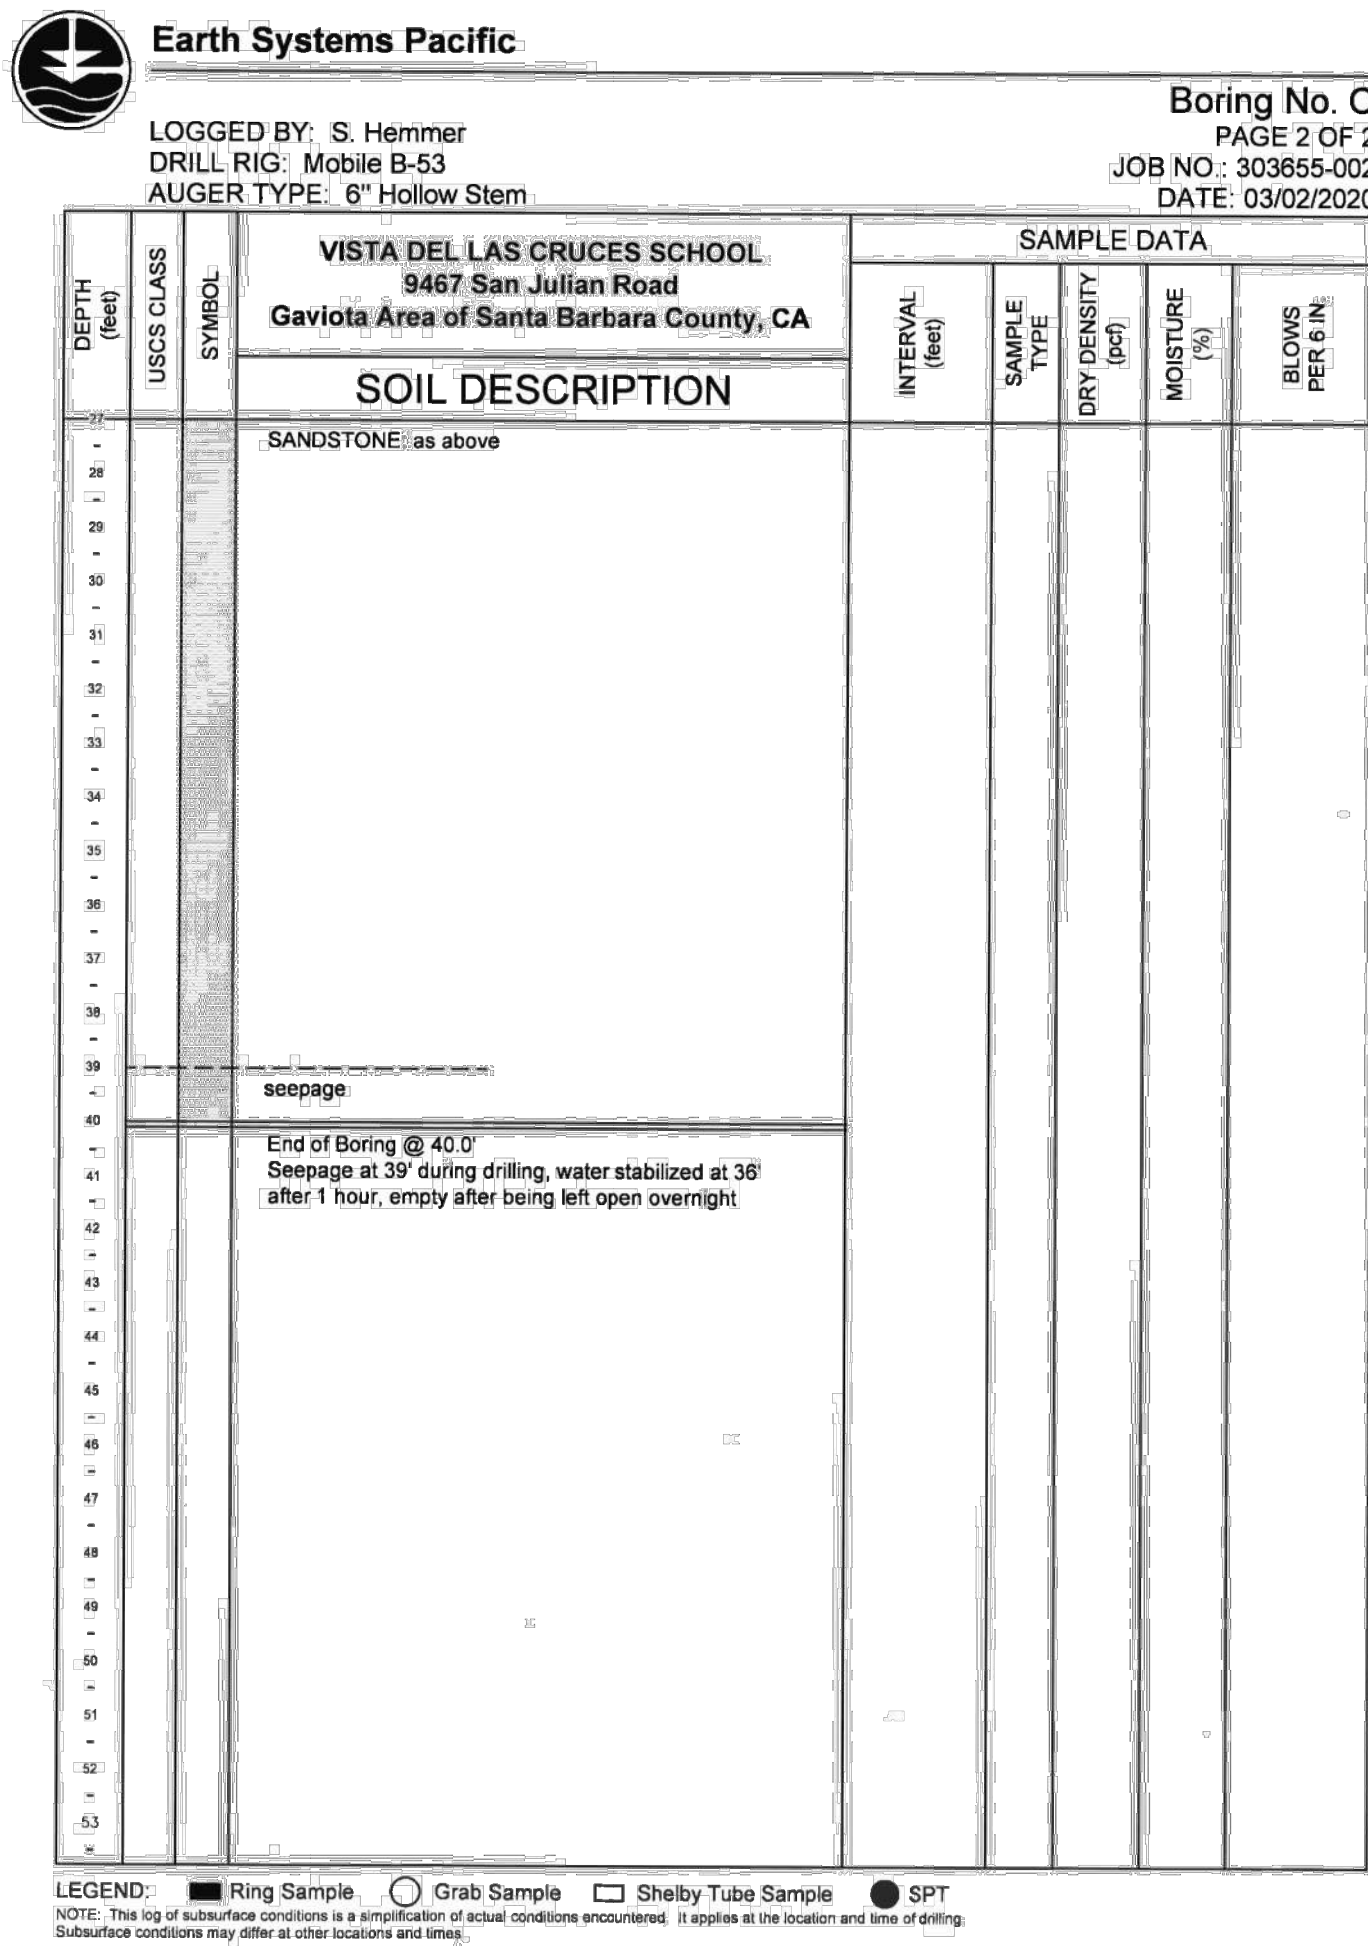 Earth Systems Pacific
Boring No.
PAGE 2 OF 2
LOGGED BY: S. Hemmer
DRILL RIG: Mobile B-53
JOB NO.: 303655-002
AUGER TYPE: 6" Hollow Stem
DATE: 03/02/2020
DEPTH
(feet)
USCS CLASS
SYMBOL
VISTA DEL LAS CRUCES SCHOOL
9467 San Julian Road
Gaviota Area of Santa Barbara County, CA
SOIL DESCRIPTION
SAMPLE DATA
INTERVAL
(feet)
SAMPLE
TYPE
DRY DENSITY
(pcf)
MOISTURE
(%)
BLOWS
PER 6 IN.
27
SANDSTONE: as above
28
29
30
31
32
33
34
35
36
37
38
39
seepage
40
End of Boring @ 40.0'
Seepage at 39' during drilling, water stabilized at 36'
41
after 1 hour, empty after being left open overnight
42
43
44
45
46
47
48
49
50
51
52
53
LEGEND: Ring Sample Grab Sample Shelby Tube Sample SPT
NOTE: This log of subsurface conditions is a simplification of actual conditions encountered. It applies at the location and time of drilling.
Subsurface conditions may differ at other locations and times.